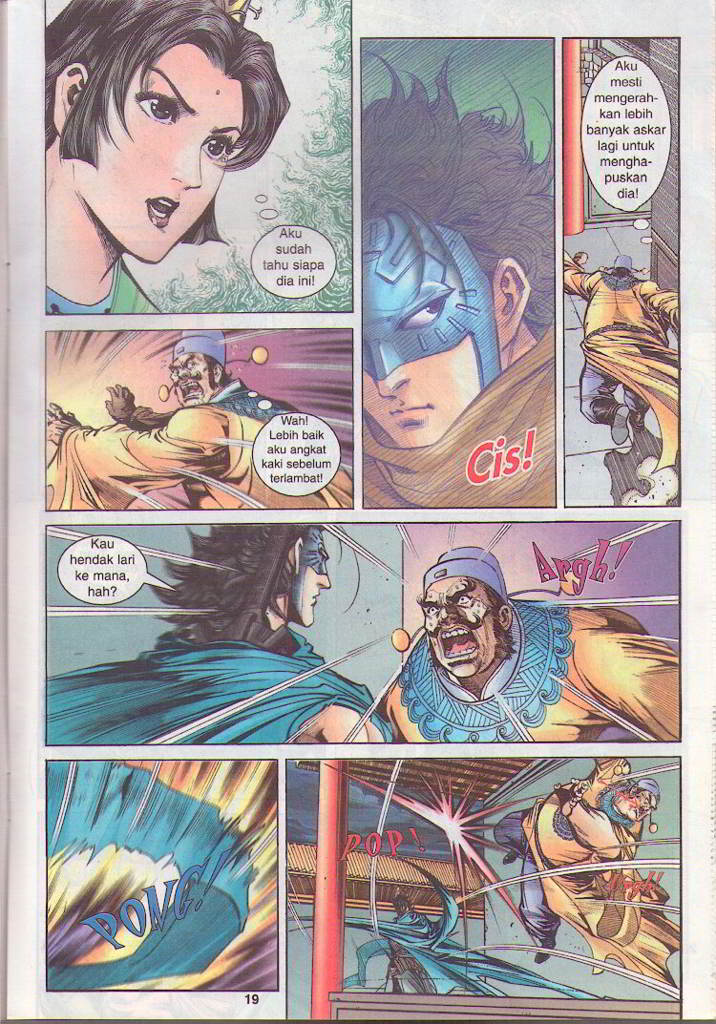 Aku
sudah
tahu siapa
dia ini!
Cis!
Aku
mesti
mengerah-
kan lebih
banyak askar
lagi untuk
mengha-
puskan
dia!
Wah!
Lebih baik
aku angkat
kaki sebelum
terlambat!
Kau
hendak lari
ke mana,
hah?
Argh!
PONG!
POP!
Argh!
19